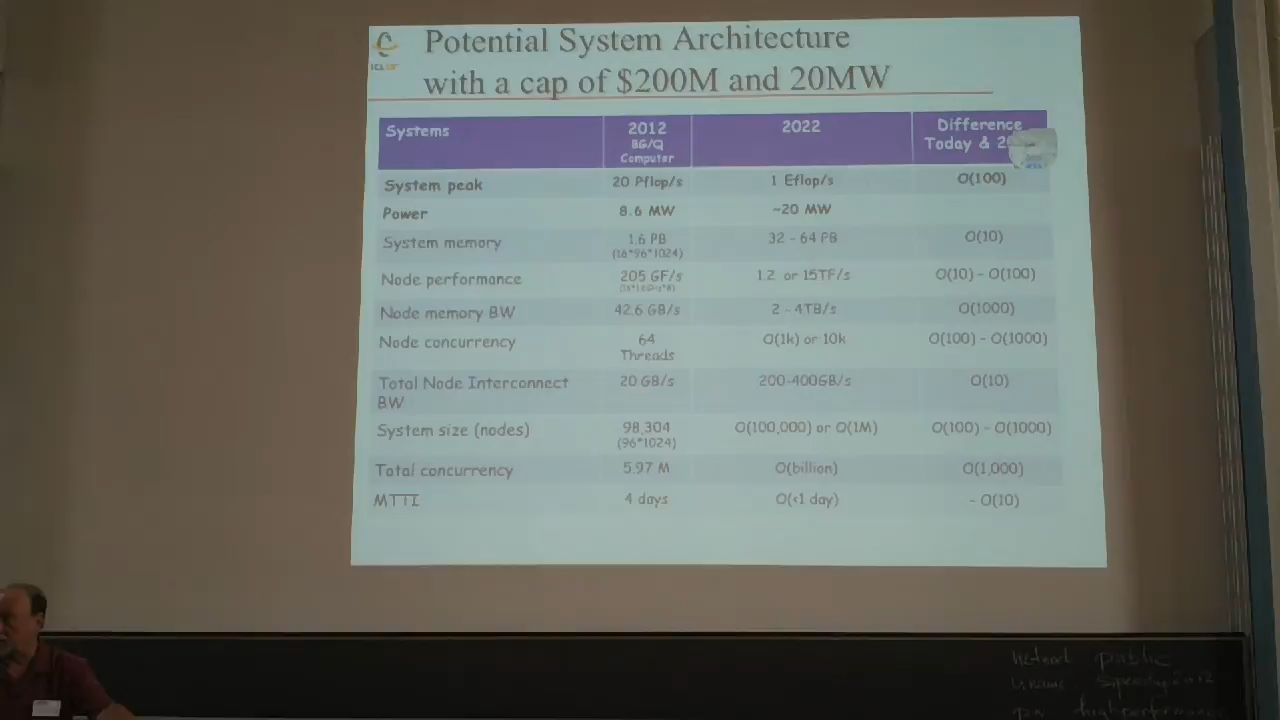 Potential System Architecture
with a cap of $200M and 20MW
ICL
Systems
2012
BG/Q
Computer
2022
Difference
Today &
System peak
20 Pflop/s
1 Eflop/s
O(100)
Power
8.6 MW
~20 MW
System memory
1.6 PB
(16*96*1024)
32 - 64 PB
O(10)
Node performance
205 GF/s
1.2 or 15TF/s
O(10) - O(100)
Node memory BW
42.6 GB/s
2 - 4TB/s
O(1000)
Node concurrency
64
Threads
O(1k) or 10k
O(100) - O(1000)
Total Node Interconnect
BW
20 GB/s
200-400GB/s
O(10)
System size (nodes)
98,304
(96*1024)
O(100,000) or O(1M)
O(100) - O(1000)
Total concurrency
5.97 M
O(billion)
O(1,000)
MTTI
4 days
O(<1 day)
- O(10)
public